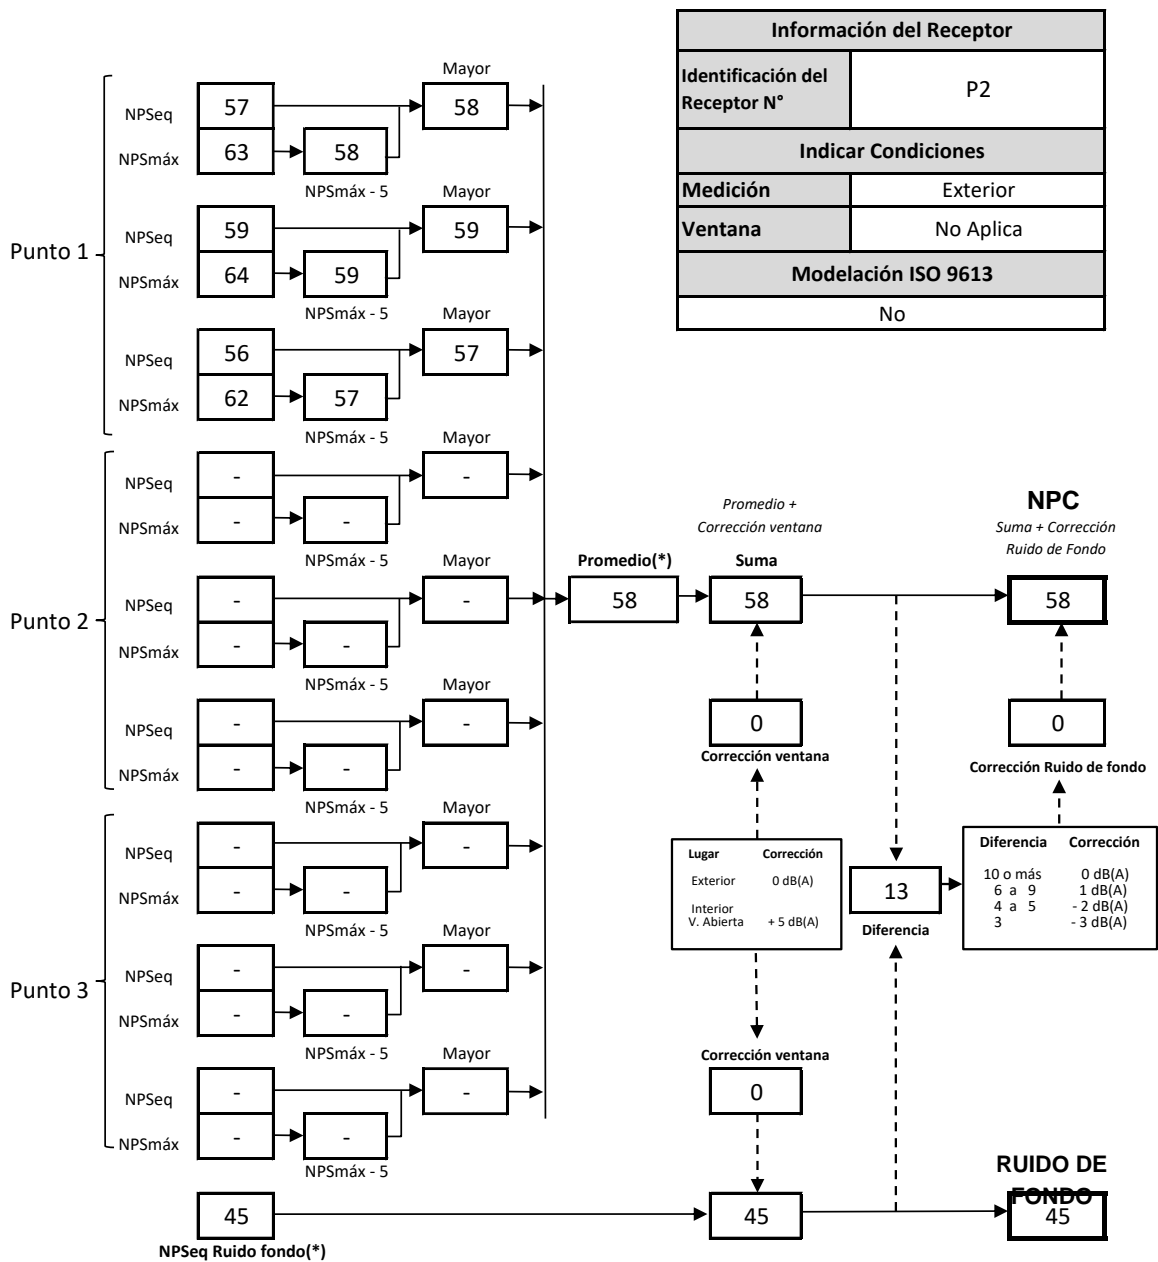 Información del Receptor
Identificación del
Receptor N°
P2
Indicar Condiciones
Medición Exterior
Ventana No Aplica
Modelación ISO 9613
No
Punto 1
Mayor
NPSeq 57 58
NPSmáx 63 58
NPSmáx - 5
Mayor
NPSeq 59 59
NPSmáx 64 59
NPSmáx - 5
Mayor
NPSeq 56 57
NPSmáx 62 57
NPSmáx - 5
Punto 2
Mayor
NPSeq - -
NPSmáx - -
NPSmáx - 5
Mayor
NPSeq - -
NPSmáx - -
NPSmáx - 5
Mayor
NPSeq - -
NPSmáx - -
NPSmáx - 5
Punto 3
Mayor
NPSeq - -
NPSmáx - -
NPSmáx - 5
Mayor
NPSeq - -
NPSmáx - -
NPSmáx - 5
Mayor
NPSeq - -
NPSmáx - -
NPSmáx - 5
Promedio(*)
58
Promedio +
Corrección ventana
Suma
58
0
Corrección ventana
Lugar Corrección
Exterior 0 dB(A)
Interior
V. Abierta + 5 dB(A)
Corrección ventana
0
NPC
Suma + Corrección
Ruido de Fondo
58
0
Corrección Ruido de fondo
Diferencia Corrección
10 o más 0 dB(A)
6 a 9 1 dB(A)
4 a 5 - 2 dB(A)
3 - 3 dB(A)
13
Diferencia
45
NPSeq Ruido fondo(*)
45
RUIDO DE
FONDO
45